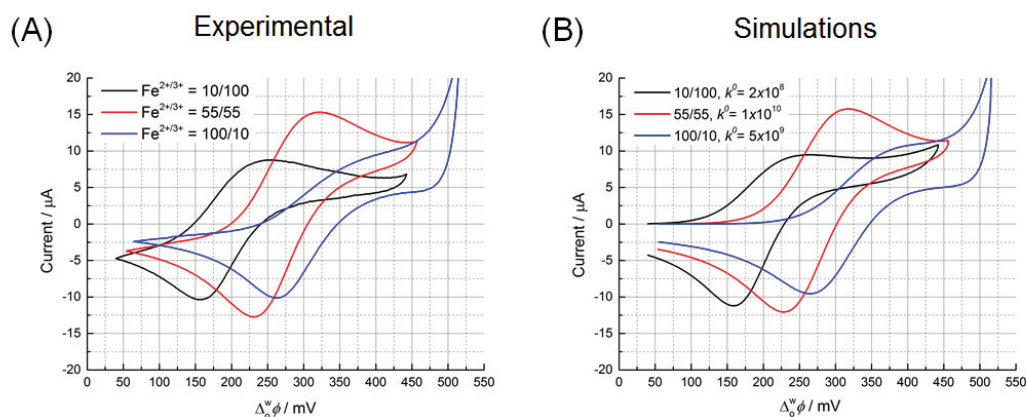 (A)
Experimental
Fe²⁺/³⁺ = 10/100
Fe²⁺/³⁺ = 55/55
Fe²⁺/³⁺ = 100/10
20
15
10
5
0
-5
-10
-15
-20
Current / µA
0 50 100 150 200 250 300 350 400 450 500 550
Δₒʷϕ / mV
(B)
Simulations
10/100, k⁰= 2x10⁸
55/55, k⁰= 1x10¹⁰
100/10, k⁰= 5x10⁹
20
15
10
5
0
-5
-10
-15
-20
Current / µA
0 50 100 150 200 250 300 350 400 450 500 550
Δₒʷϕ / mV